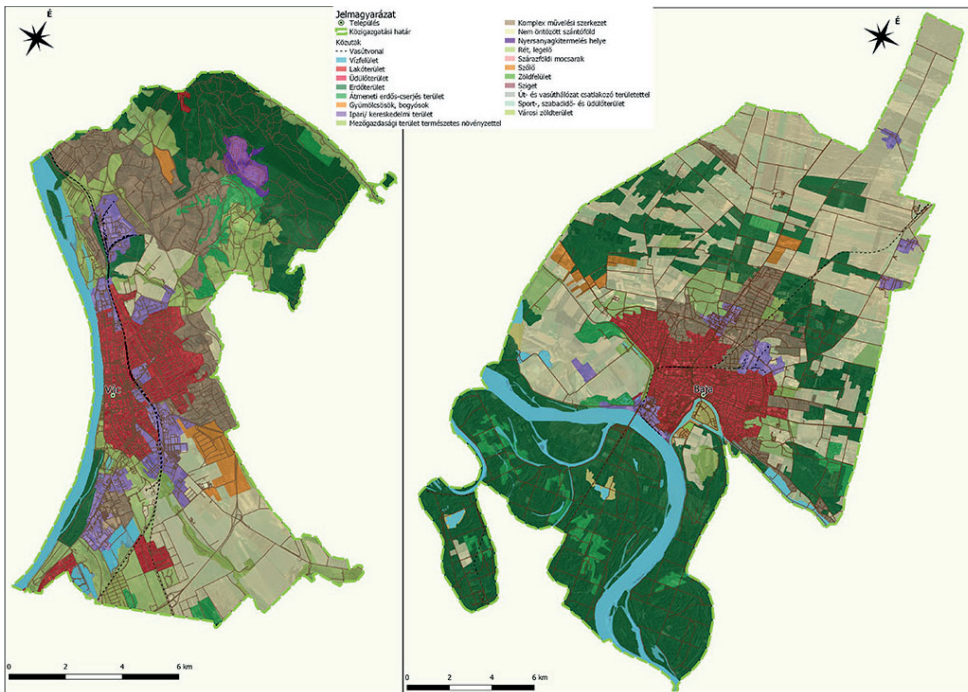 É
Vác
0 2 4 6 km
Jelmagyarázat
Település
Közigazgatási határ
Közutak
Vasútvonal
Vízfelület
Lakóterület
Üdülőterület
Erdőterület
Átmeneti erdős-cserjés terület
Gyümölcsösök, bogyósok
Ipari/ kereskedelmi terület
Mezőgazdasági terület természetes növényzettel
Komplex művelési szerkezet
Nem öntözött szántóföld
Nyersanyagkitermelés helye
Rét, legelő
Szárazföldi mocsarak
Szőlő
Zöldfelület
Sziget
Út- és vasúthálózat csatlakozó területettel
Sport-, szabadidő- és üdülőterület
Városi zöldterület
É
Baja
0 2 4 6 km